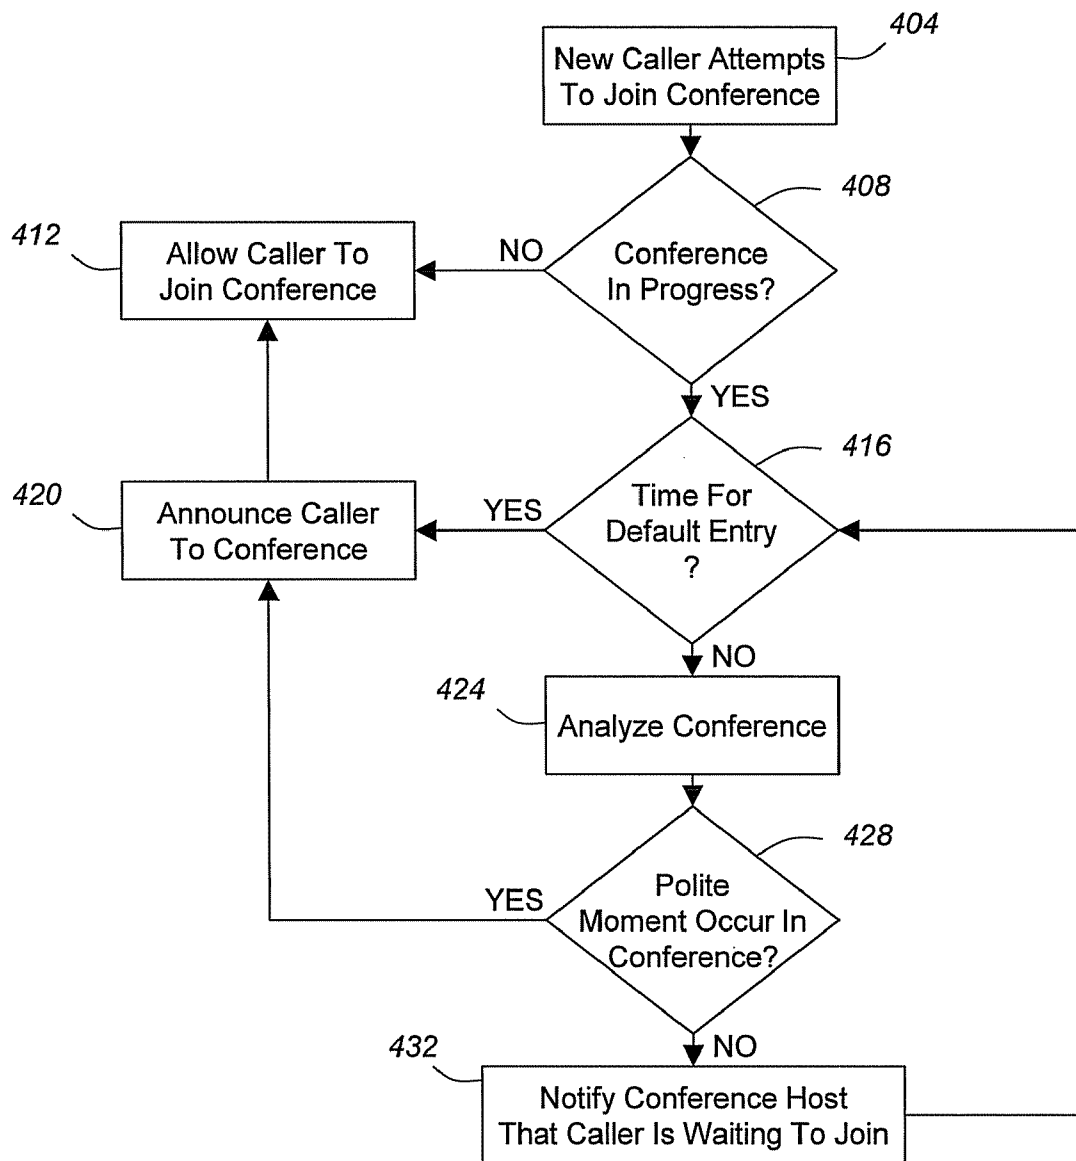 404
New Caller Attempts
To Join Conference
408
412
Allow Caller To
Join Conference
NO
Conference
In Progress?
YES
416
420
Announce Caller
To Conference
YES
Time For
Default Entry
?
NO
424
Analyze Conference
428
YES
Polite
Moment Occur In
Conference?
NO
432
Notify Conference Host
That Caller Is Waiting To Join